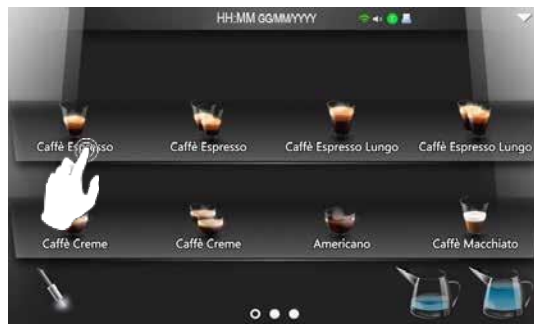 HH:MM GG/MM/YYYY
Caffè Espresso Caffè Espresso Caffè Espresso Lungo Caffè Espresso Lungo
Caffè Creme Caffè Creme Americano Caffè Macchiato